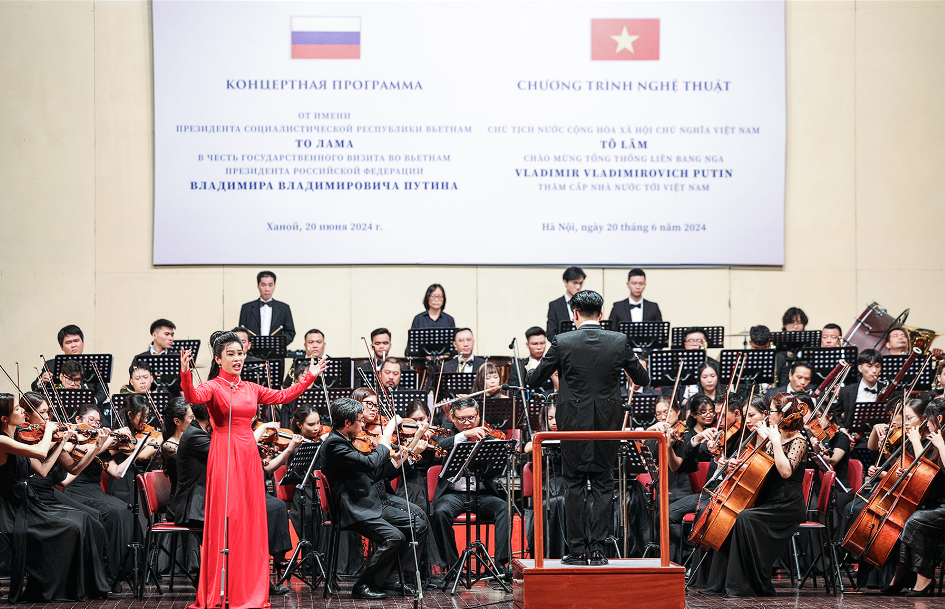 КОНЦЕРТНАЯ ПРОГРАММА
ОТ ИМЕНИ
ПРЕЗИДЕНТА СОЦИАЛИСТИЧЕСКОЙ РЕСПУБЛИКИ ВЬЕТНАМ
ТО ЛАМА
В ЧЕСТЬ ГОСУДАРСТВЕННОГО ВИЗИТА ВО ВЬЕТНАМ
ПРЕЗИДЕНТА РОССИЙСКОЙ ФЕДЕРАЦИИ
ВЛАДИМИРА ВЛАДИМИРОВИЧА ПУТИНА
Ханой, 20 июня 2024 г.
CHƯƠNG TRÌNH NGHỆ THUẬT
CHỦ TỊCH NƯỚC CỘNG HÒA XÃ HỘI CHỦ NGHĨA VIỆT NAM
TÔ LÂM
CHÀO MỪNG TỔNG THỐNG LIÊN BANG NGA
VLADIMIR VLADIMIROVICH PUTIN
THĂM CẤP NHÀ NƯỚC TỚI VIỆT NAM
Hà Nội, ngày 20 tháng 6 năm 2024